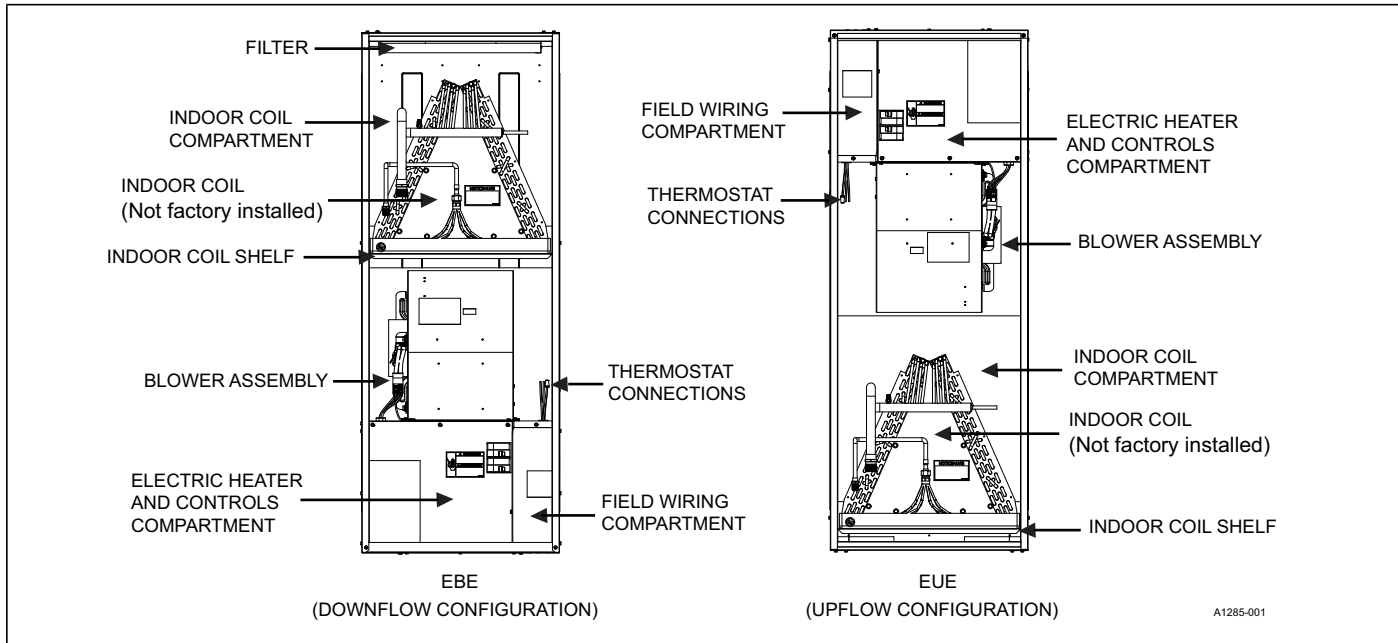 FILTER
INDOOR COIL
COMPARTMENT
INDOOR COIL
(Not factory installed)
INDOOR COIL SHELF
BLOWER ASSEMBLY
THERMOSTAT
CONNECTIONS
ELECTRIC HEATER
AND CONTROLS
COMPARTMENT
FIELD WIRING
COMPARTMENT
EBE
(DOWNFLOW CONFIGURATION)
FIELD WIRING
COMPARTMENT
ELECTRIC HEATER
AND CONTROLS
COMPARTMENT
THERMOSTAT
CONNECTIONS
BLOWER ASSEMBLY
INDOOR COIL
COMPARTMENT
INDOOR COIL
(Not factory installed)
INDOOR COIL SHELF
EUE
(UPFLOW CONFIGURATION)
A1285-001